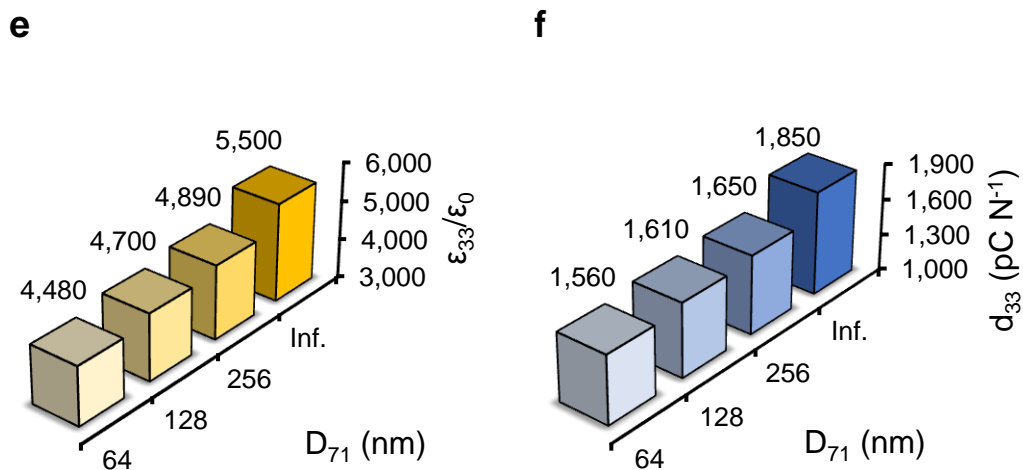 e
5,500
4,890
4,700
4,480
6,000
5,000
4,000
3,000
ε33/ε0
Inf.
256
128
64
D71 (nm)
f
1,850
1,650
1,610
1,560
1,900
1,600
1,300
1,000
d33 (pC N-1)
Inf.
256
128
64
D71 (nm)